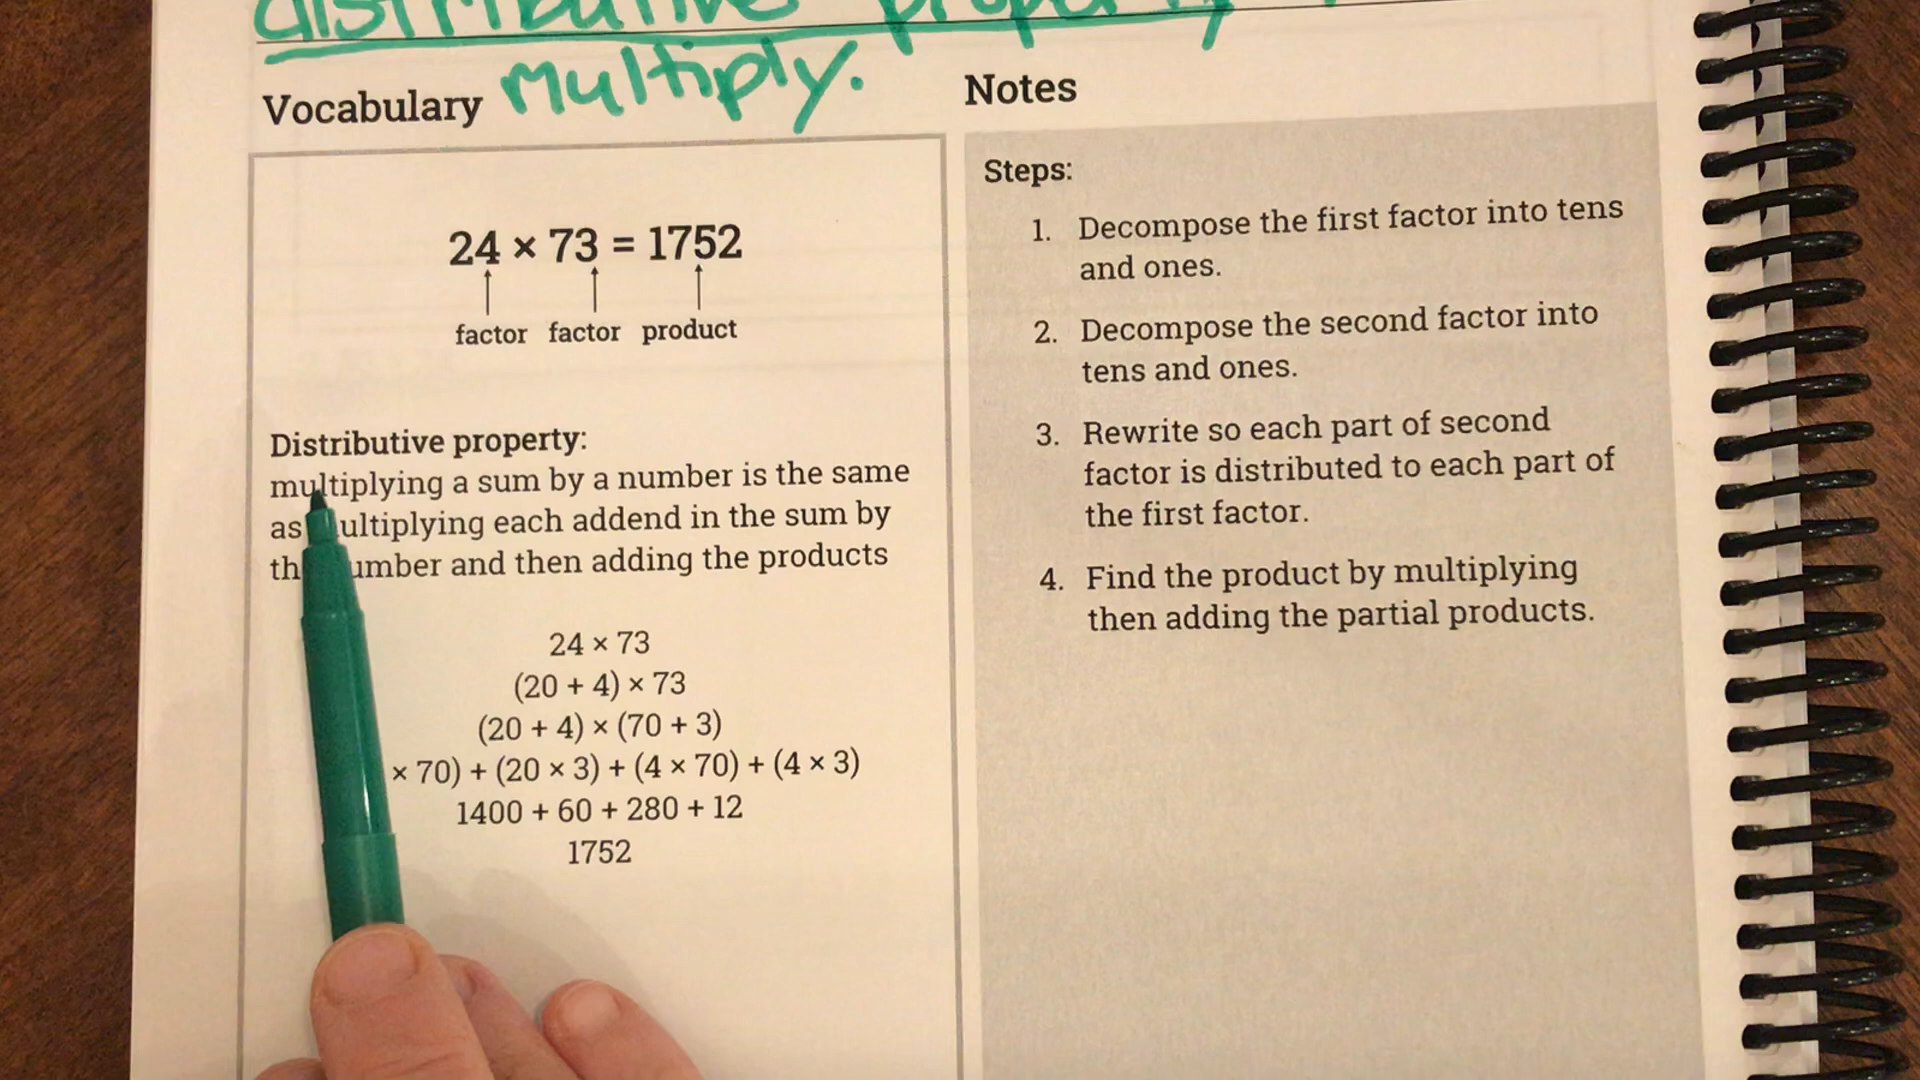 distributive property
multiply.
Vocabulary
24 × 73 = 1752
factor factor product
Distributive property:
multiplying a sum by a number is the same
as multiplying each addend in the sum by
number and then adding the products
24 × 73
(20 + 4) × 73
(20 + 4) × (70 + 3)
× 70) + (20 × 3) + (4 × 70) + (4 × 3)
1400 + 60 + 280 + 12
1752
Notes
Steps:
1. Decompose the first factor into tens
and ones.
2. Decompose the second factor into
tens and ones.
3. Rewrite so each part of second
factor is distributed to each part of
the first factor.
4. Find the product by multiplying
then adding the partial products.